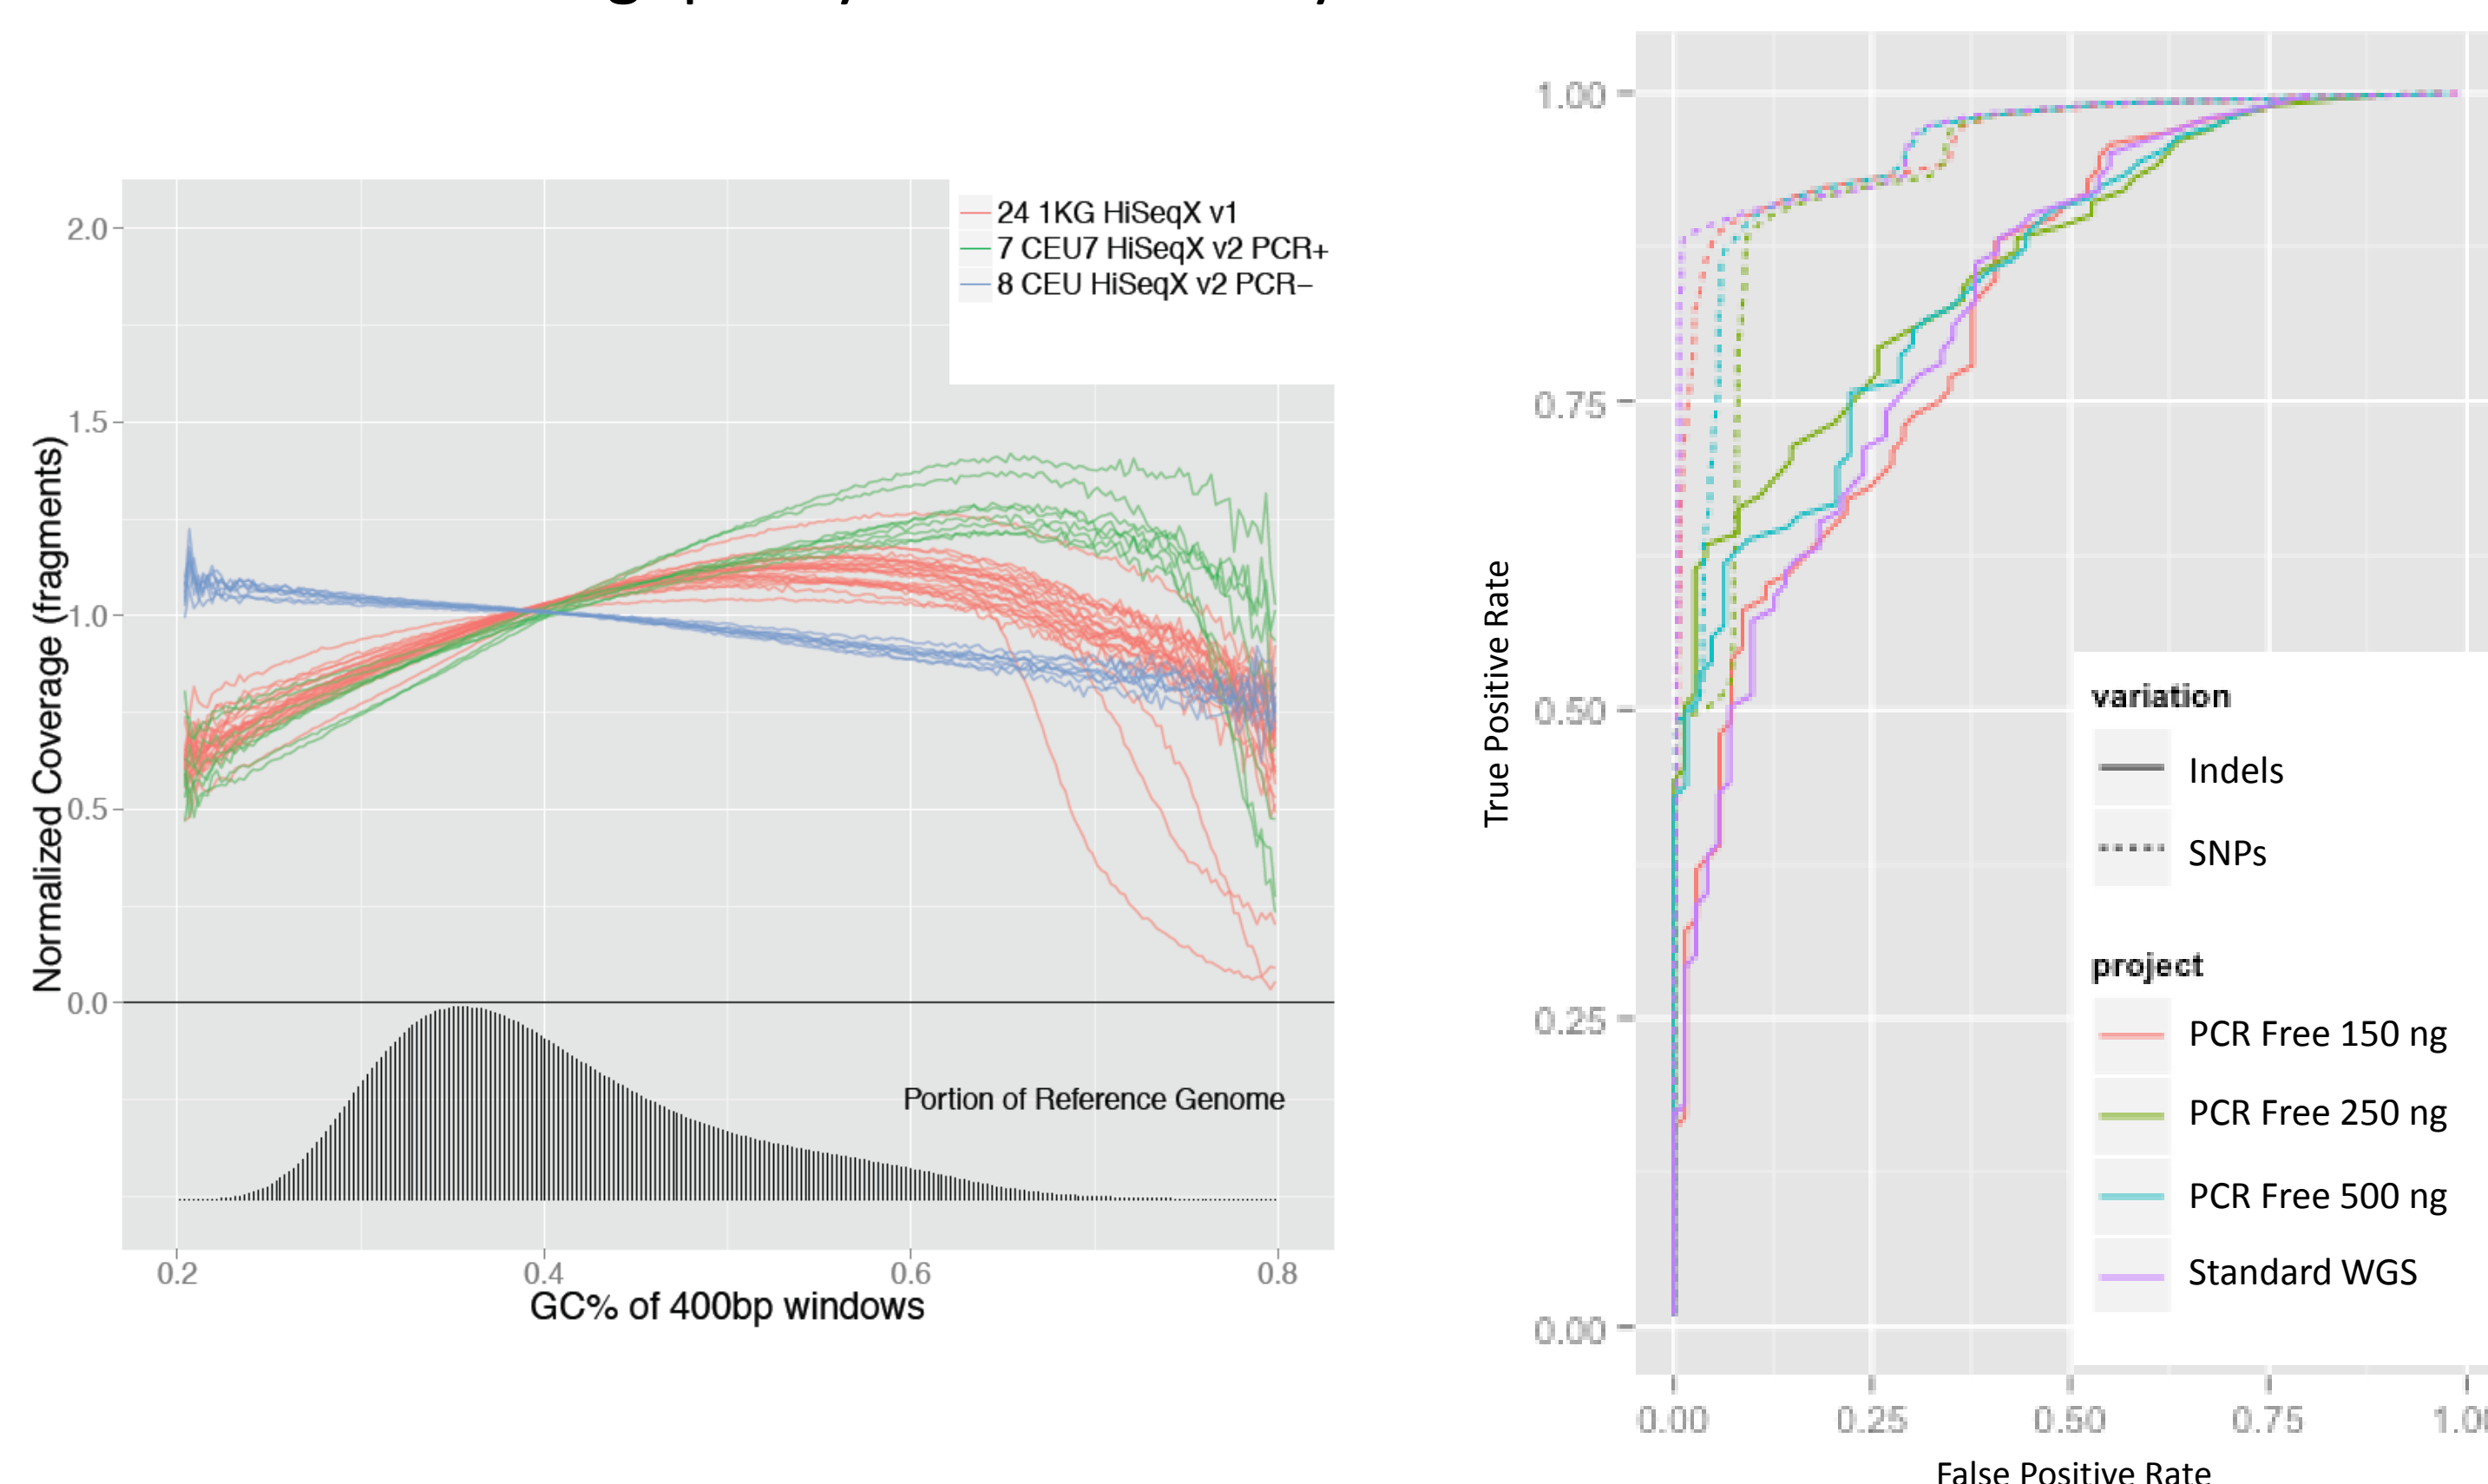 24 1KG HiSeqX v1
7 CEU7 HiSeqX v2 PCR+
8 CEU HiSeqX v2 PCR−
Normalized Coverage (fragments)
2.0
1.5
1.0
0.5
0.0
Portion of Reference Genome
0.2 0.4 0.6 0.8
GC% of 400bp windows
True Positive Rate
1.00
0.75
0.50
0.25
0.00
variation
Indels
SNPs
project
PCR Free 150 ng
PCR Free 250 ng
PCR Free 500 ng
Standard WGS
0.00 0.25 0.50 0.75
False Positive Rate